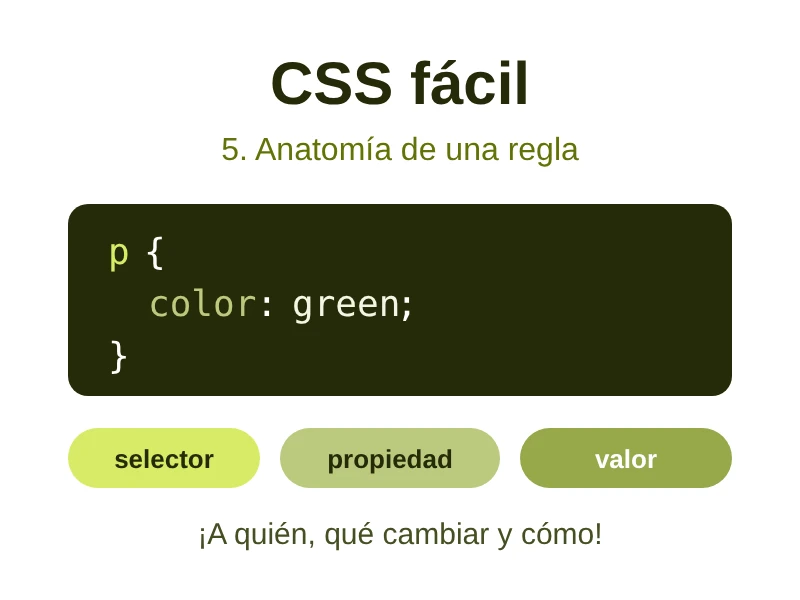 CSS fácil
5. Anatomía de una regla
p {
  color: green;
}
selector
propiedad
valor
¡A quién, qué cambiar y cómo!